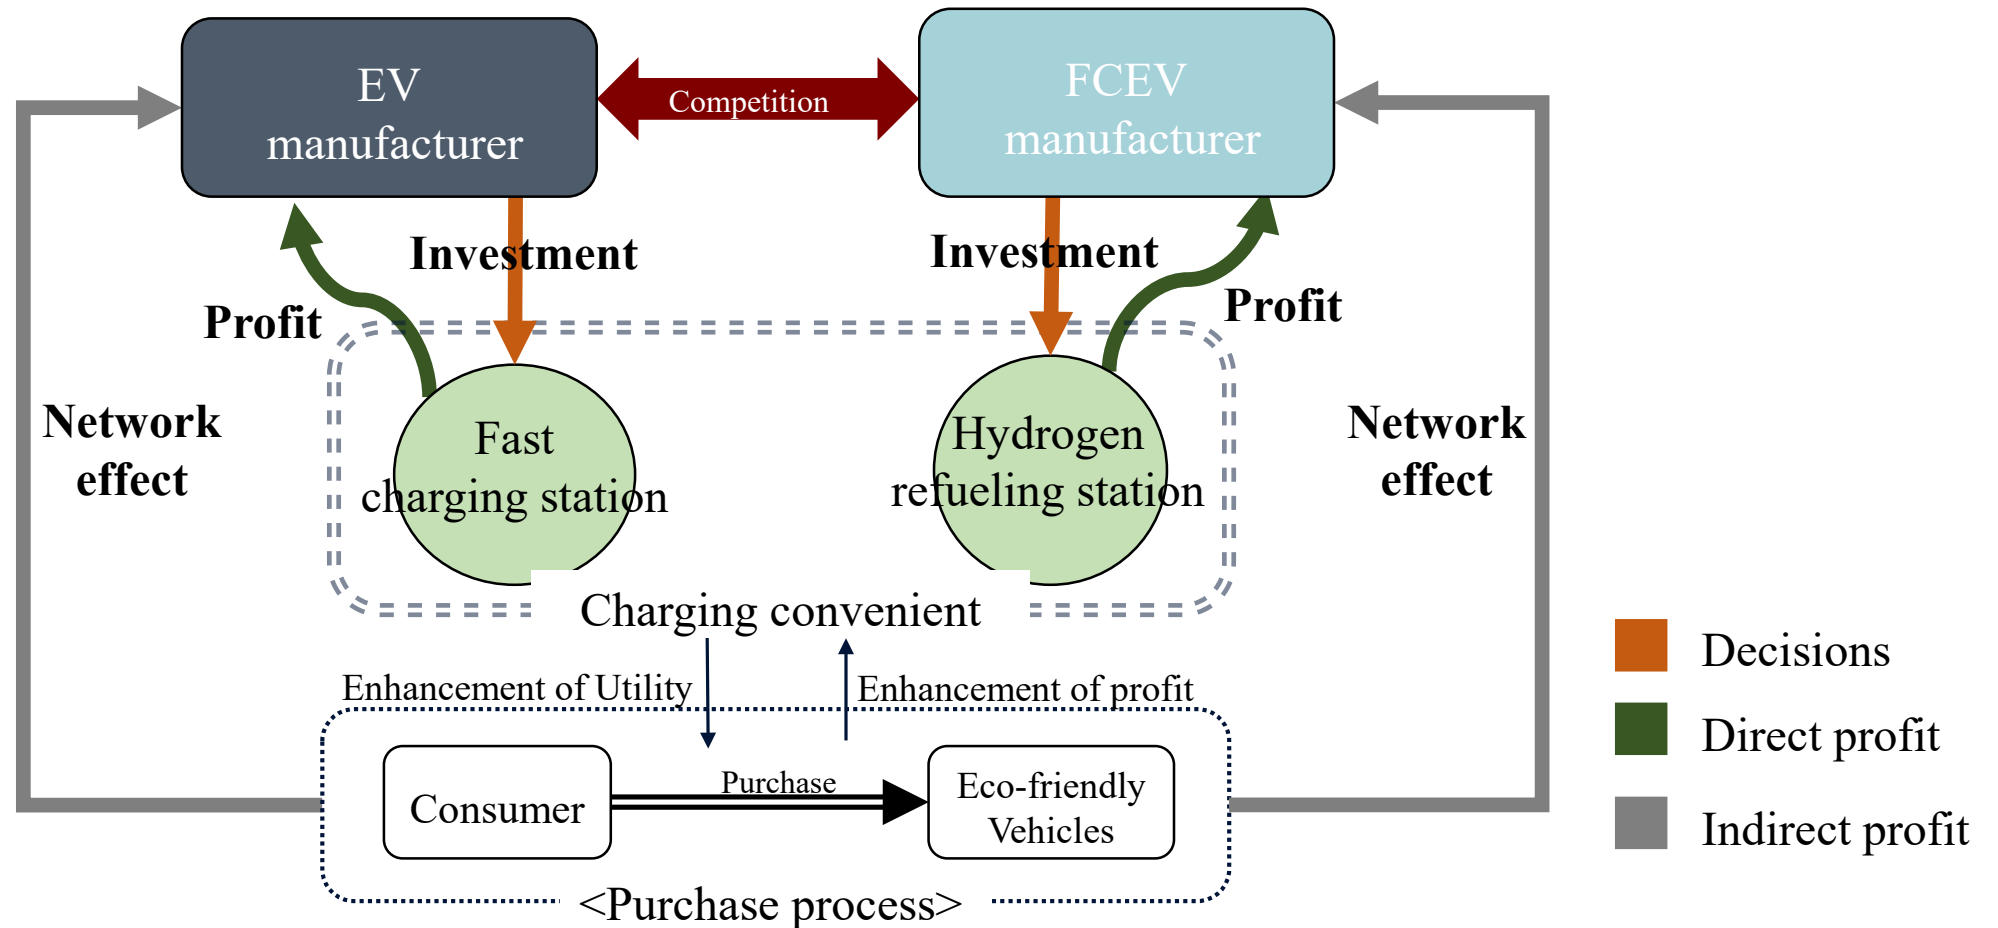 EV
manufacturer
Competition
FCEV
manufacturer
Investment
Profit
Investment
Profit
Network
effect
Fast
charging station
Hydrogen
refueling station
Network
effect
Charging convenient
Enhancement of Utility
Enhancement of profit
Consumer
Purchase
Eco-friendly
Vehicles
<Purchase process>
Decisions
Direct profit
Indirect profit